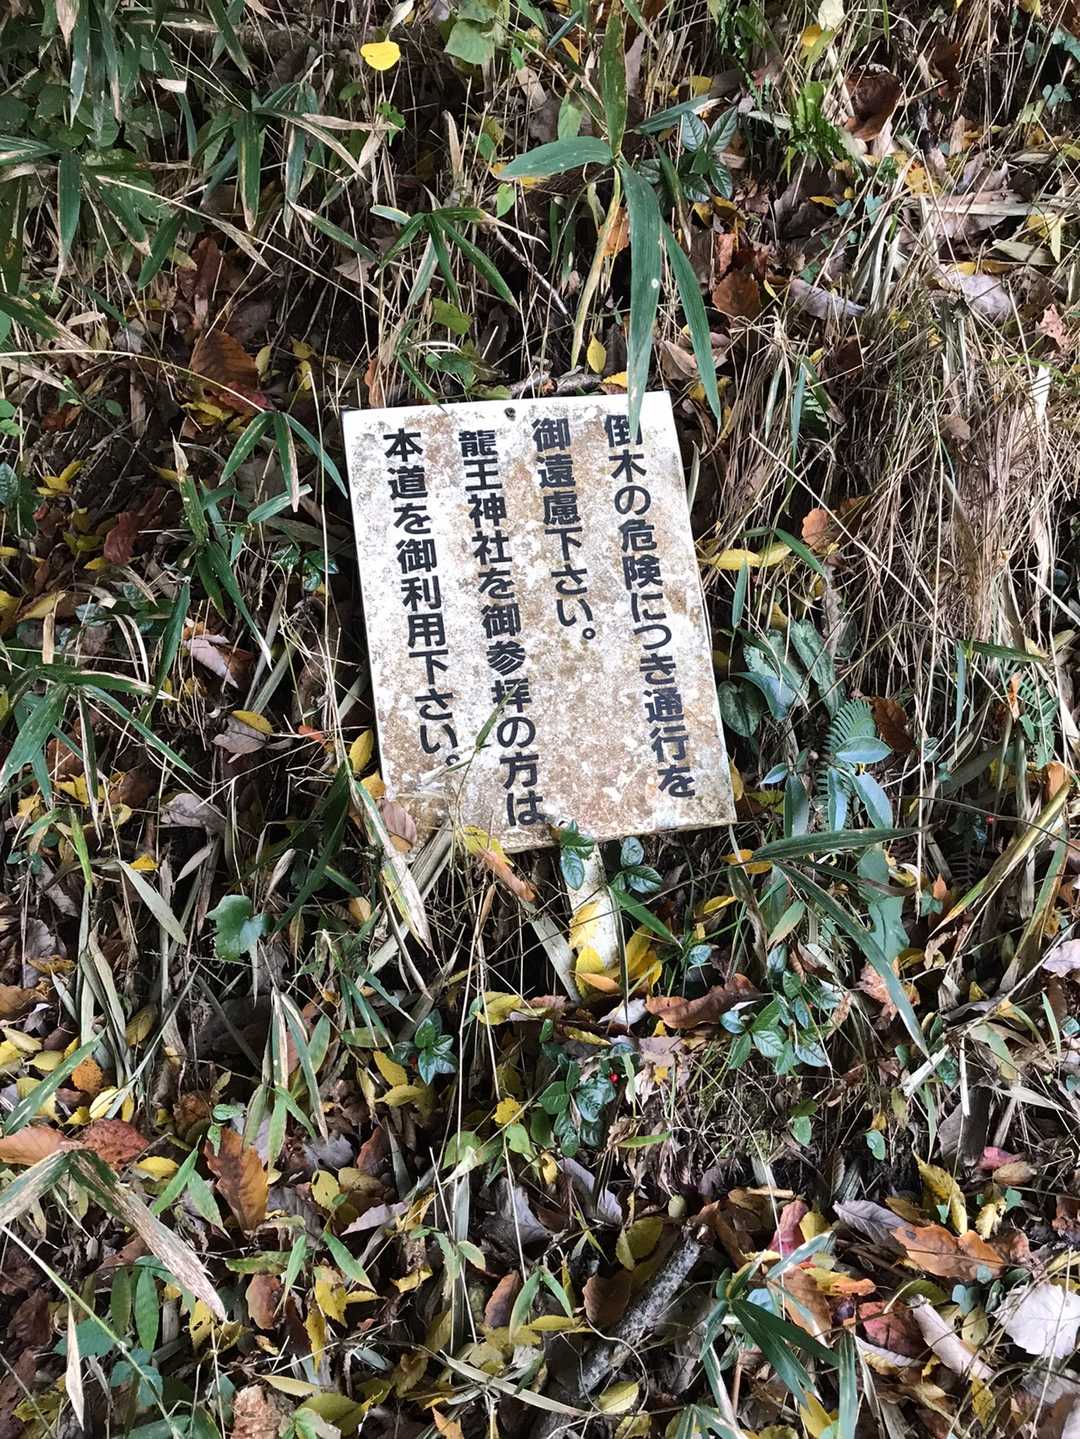 倒木の危険につき通行を
御遠慮下さい。
龍王神社を御参拝の方は、
本道を御利用下さい。